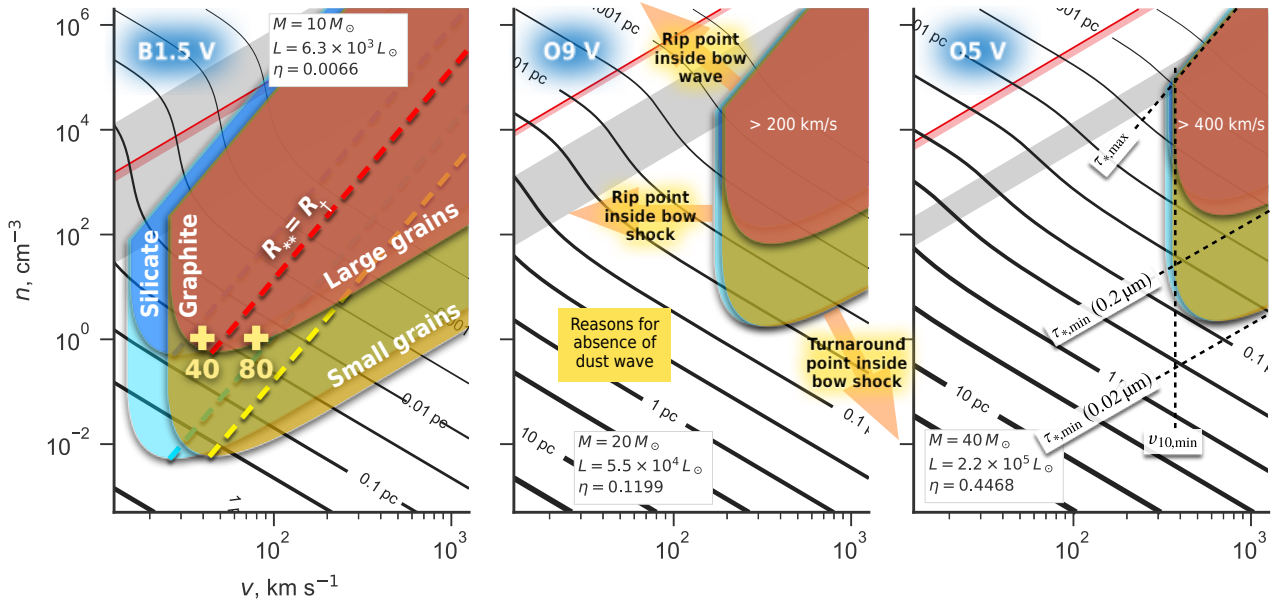 B1.5 V
M = 10 M☉
L = 6.3 × 10³ L☉
η = 0.0066
R** = R†
Silicate
Graphite
Large grains
Small grains
40
80
0.01 pc
0.1 pc
10⁶
10⁴
10²
10⁰
10⁻²
n, cm⁻³
10²
10³
v, km s⁻¹
O9 V
Rip point
inside bow
wave
> 200 km/s
Rip point
inside bow
shock
Reasons for
absence of
dust wave
Turnaround
point inside
bow shock
1 pc
10 pc
M = 20 M☉
L = 5.5 × 10⁴ L☉
η = 0.1199
10²
10³
O5 V
> 400 km/s
τ*,max
τ*,min (0.2 μm)
τ*,min (0.02 μm)
v10,min
10 pc
M = 40 M☉
L = 2.2 × 10⁵ L☉
η = 0.4468
10²
10³